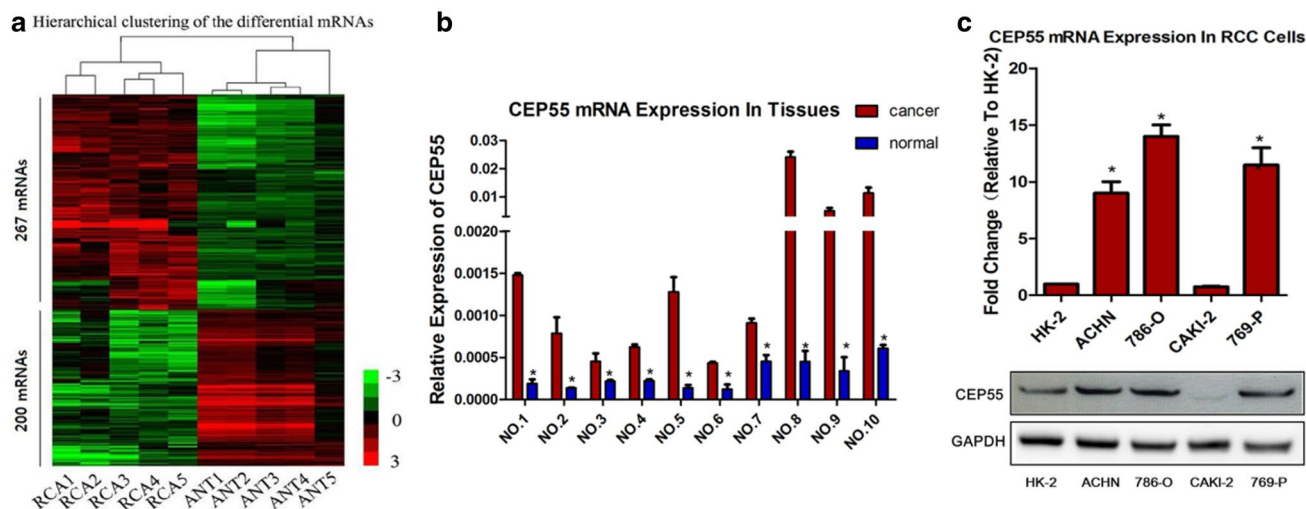 a
Hierarchical clustering of the differential mRNAs
267 mRNAs
200 mRNAs
-3
0
3
RCA1
RCA2
RCA3
RCA4
RCA5
ANT1
ANT2
ANT3
ANT4
ANT5
b
CEP55 mRNA Expression In Tissues
cancer
normal
Relative Expression of CEP55
0.03
0.01
0.0020
0.0015
0.0010
0.0005
0.0000
* * * * * * * * * *
NO.1
NO.2
NO.3
NO.4
NO.5
NO.6
NO.7
NO.8
NO.9
NO.10
c
CEP55 mRNA Expression In RCC Cells
Fold Change (Relative To HK-2)
20
15
10
5
0
* * *
HK-2
ACHN
786-O
CAKI-2
769-P
CEP55
GAPDH
HK-2 ACHN 786-O CAKI-2 769-P